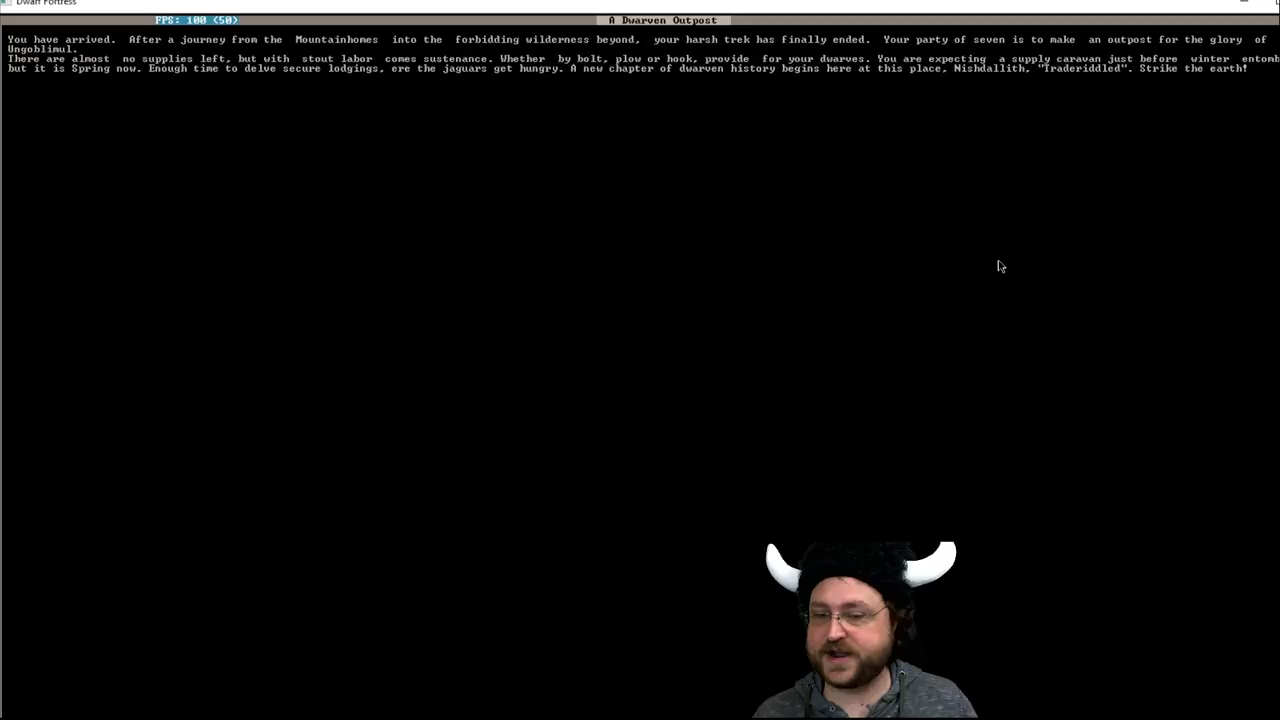 Dwarf Fortress
FPS: 100 (50)
A Dwarven Outpost
You have arrived. After a journey from the Mountainhomes into the forbidding wilderness beyond, your harsh trek has finally ended. Your party of seven is to make an outpost for the glory of
Ungoblimul.
There are almost no supplies left, but with stout labor comes sustenance. Whether by bolt, plow or hook, provide for your dwarves. You are expecting a supply caravan just before winter entomb
but it is Spring now. Enough time to delve secure lodgings, ere the jaguars get hungry. A new chapter of dwarven history begins here at this place, Nishdallith, "Traderiddled". Strike the earth!